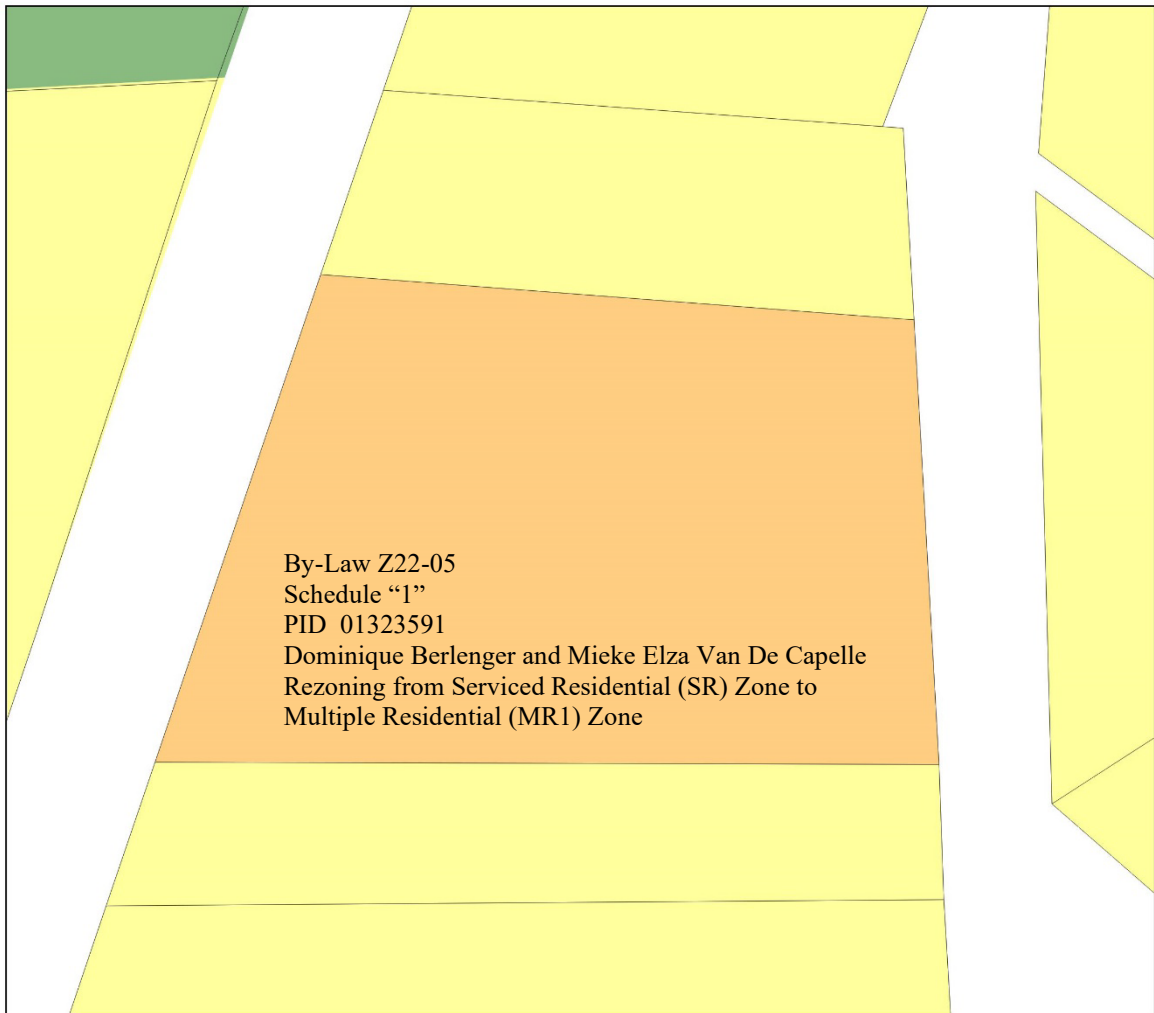 By-Law Z22-05
Schedule “1”
PID  01323591
Dominique Berlenger and Mieke Elza Van De Capelle
Rezoning from Serviced Residential (SR) Zone to
Multiple Residential (MR1) Zone